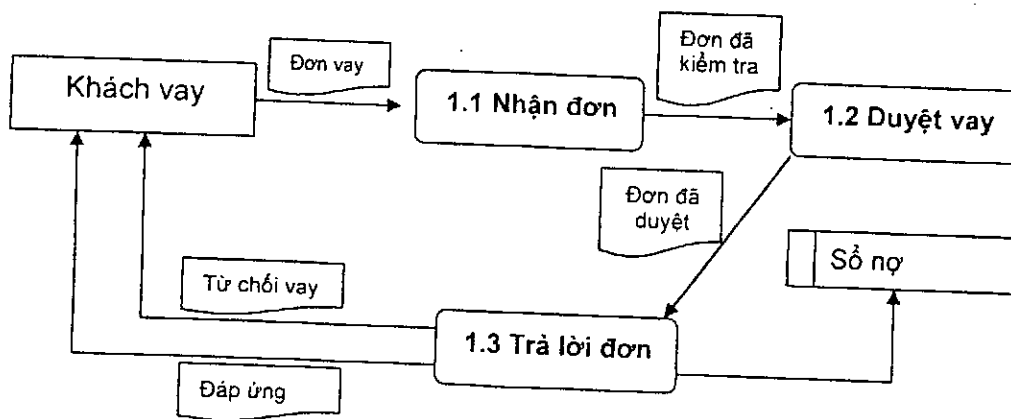 Đơn vay
Đơn đã
kiểm tra
Khách vay
1.1 Nhận đơn
1.2 Duyệt vay
Đơn đã
duyệt
Sổ nợ
Từ chối vay
1.3 Trả lời đơn
Đáp ứng